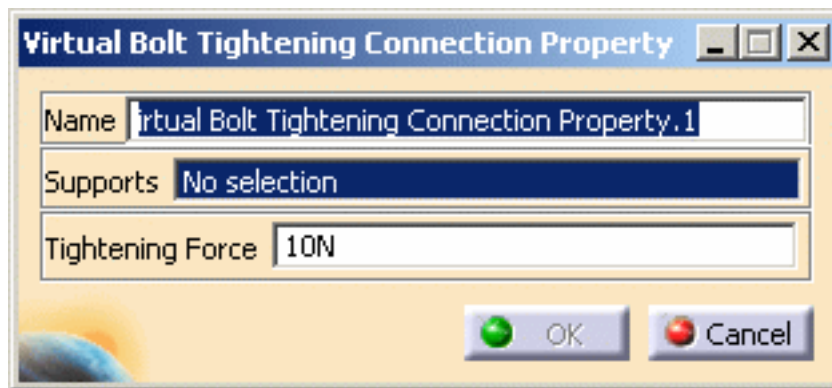 Virtual Bolt Tightening Connection Property
Name irtual Bolt Tightening Connection Property.1
Supports No selection
Tightening Force 10N
OK Cancel